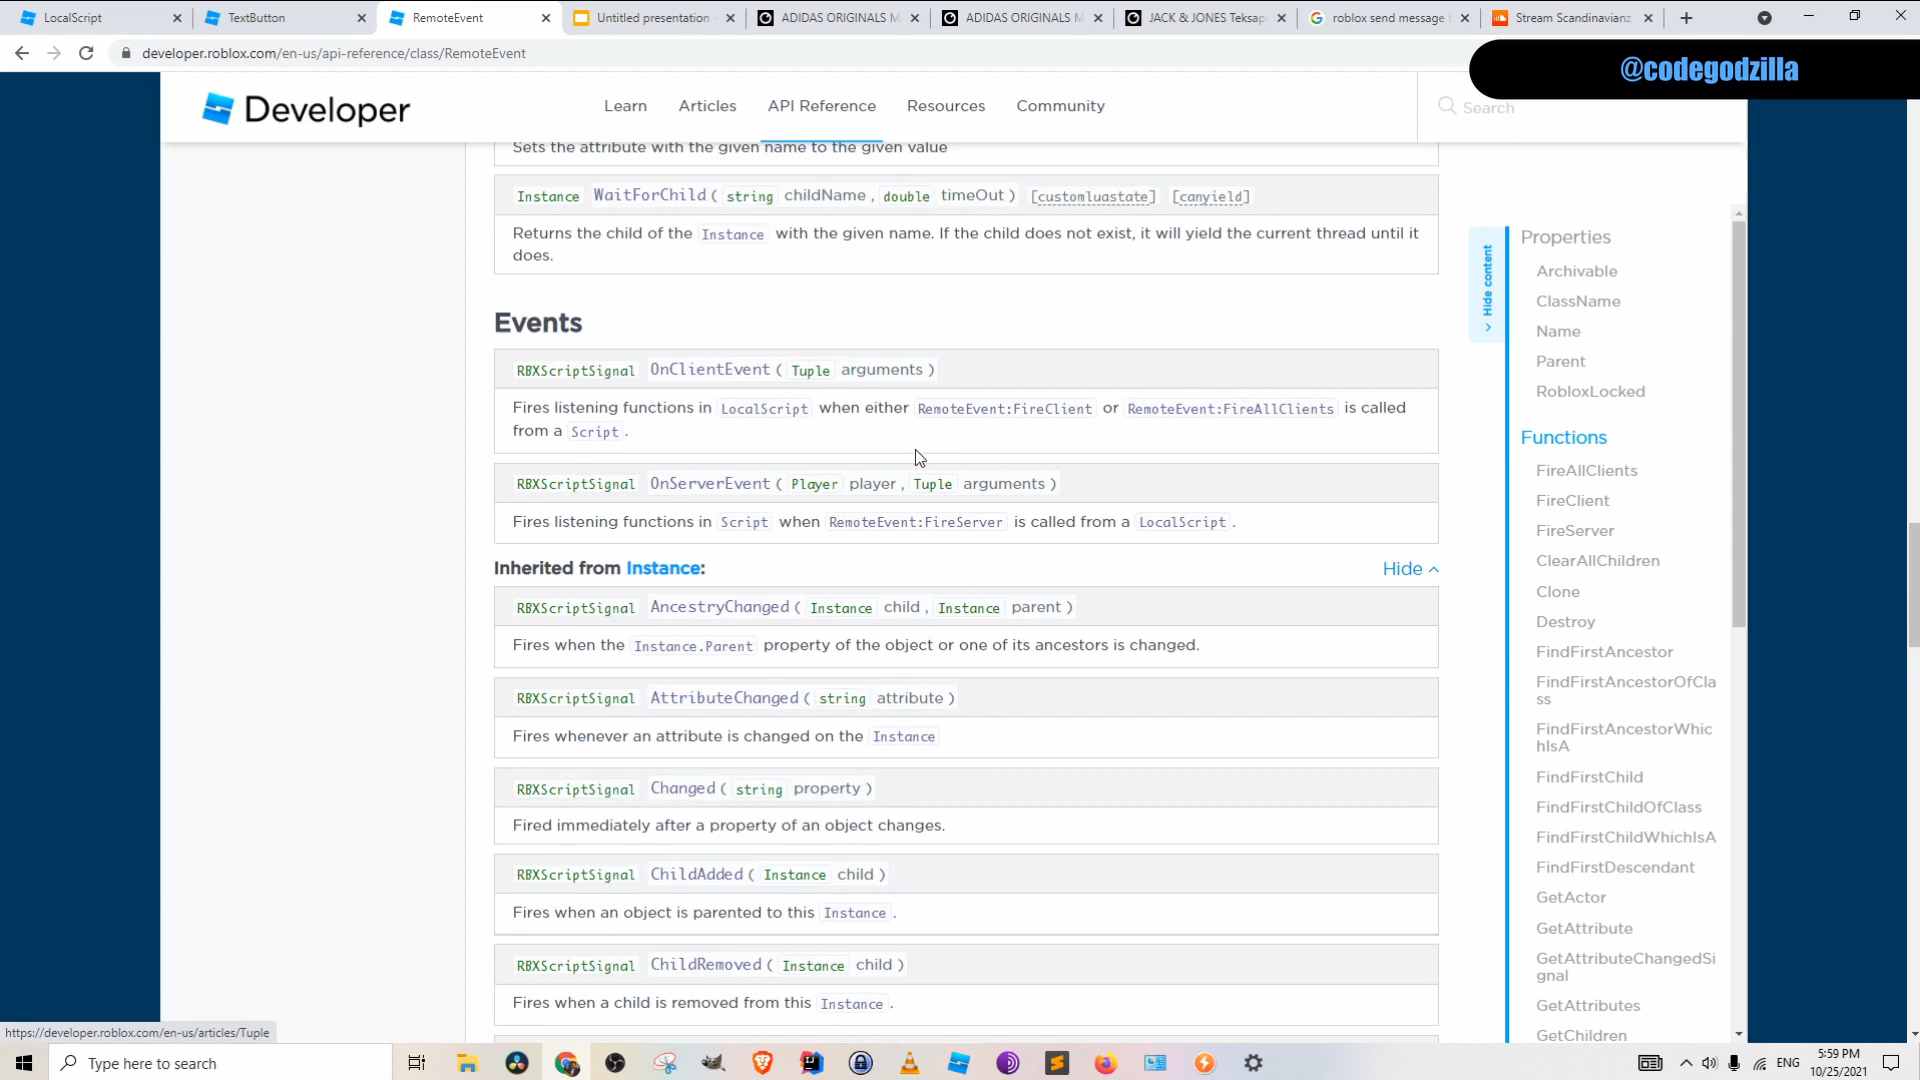 LocalScript
TextButton
RemoteEvent
Untitled presentation -
ADIDAS ORIGINALS M
ADIDAS ORIGINALS M
JACK & JONES Teksap
roblox send message f
Stream Scandinavianz
developer.roblox.com/en-us/api-reference/class/RemoteEvent
@codegodzilla
Developer
Learn Articles API Reference Resources Community
Search
Sets the attribute with the given name to the given value
Instance WaitForChild ( string childName , double timeOut ) [customluastate] [canyield]
Returns the child of the Instance with the given name. If the child does not exist, it will yield the current thread until it
does.
Events
RBXScriptSignal OnClientEvent ( Tuple arguments )
Fires listening functions in LocalScript when either RemoteEvent:FireClient or RemoteEvent:FireAllClients is called
from a Script .
RBXScriptSignal OnServerEvent ( Player player , Tuple arguments )
Fires listening functions in Script when RemoteEvent:FireServer is called from a LocalScript .
Inherited from Instance:
Hide
RBXScriptSignal AncestryChanged ( Instance child , Instance parent )
Fires when the Instance.Parent property of the object or one of its ancestors is changed.
RBXScriptSignal AttributeChanged ( string attribute )
Fires whenever an attribute is changed on the Instance
RBXScriptSignal Changed ( string property )
Fired immediately after a property of an object changes.
RBXScriptSignal ChildAdded ( Instance child )
Fires when an object is parented to this Instance .
RBXScriptSignal ChildRemoved ( Instance child )
Fires when a child is removed from this Instance .
Hide content
Properties
Archivable
ClassName
Name
Parent
RobloxLocked
Functions
FireAllClients
FireClient
FireServer
ClearAllChildren
Clone
Destroy
FindFirstAncestor
FindFirstAncestorOfCla
ss
FindFirstAncestorWhic
hIsA
FindFirstChild
FindFirstChildOfClass
FindFirstChildWhichIsA
FindFirstDescendant
GetActor
GetAttribute
GetAttributeChangedSi
gnal
GetAttributes
GetChildren
https://developer.roblox.com/en-us/articles/Tuple
Type here to search
ENG
5:59 PM
10/25/2021